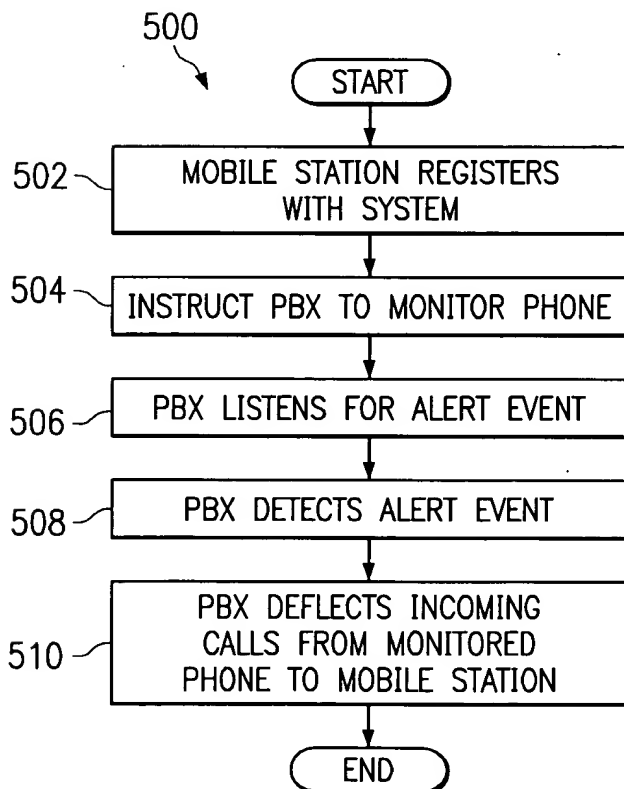 500
START
502
MOBILE STATION REGISTERS
WITH SYSTEM
504
INSTRUCT PBX TO MONITOR PHONE
506
PBX LISTENS FOR ALERT EVENT
508
PBX DETECTS ALERT EVENT
510
PBX DEFLECTS INCOMING
CALLS FROM MONITORED
PHONE TO MOBILE STATION
END